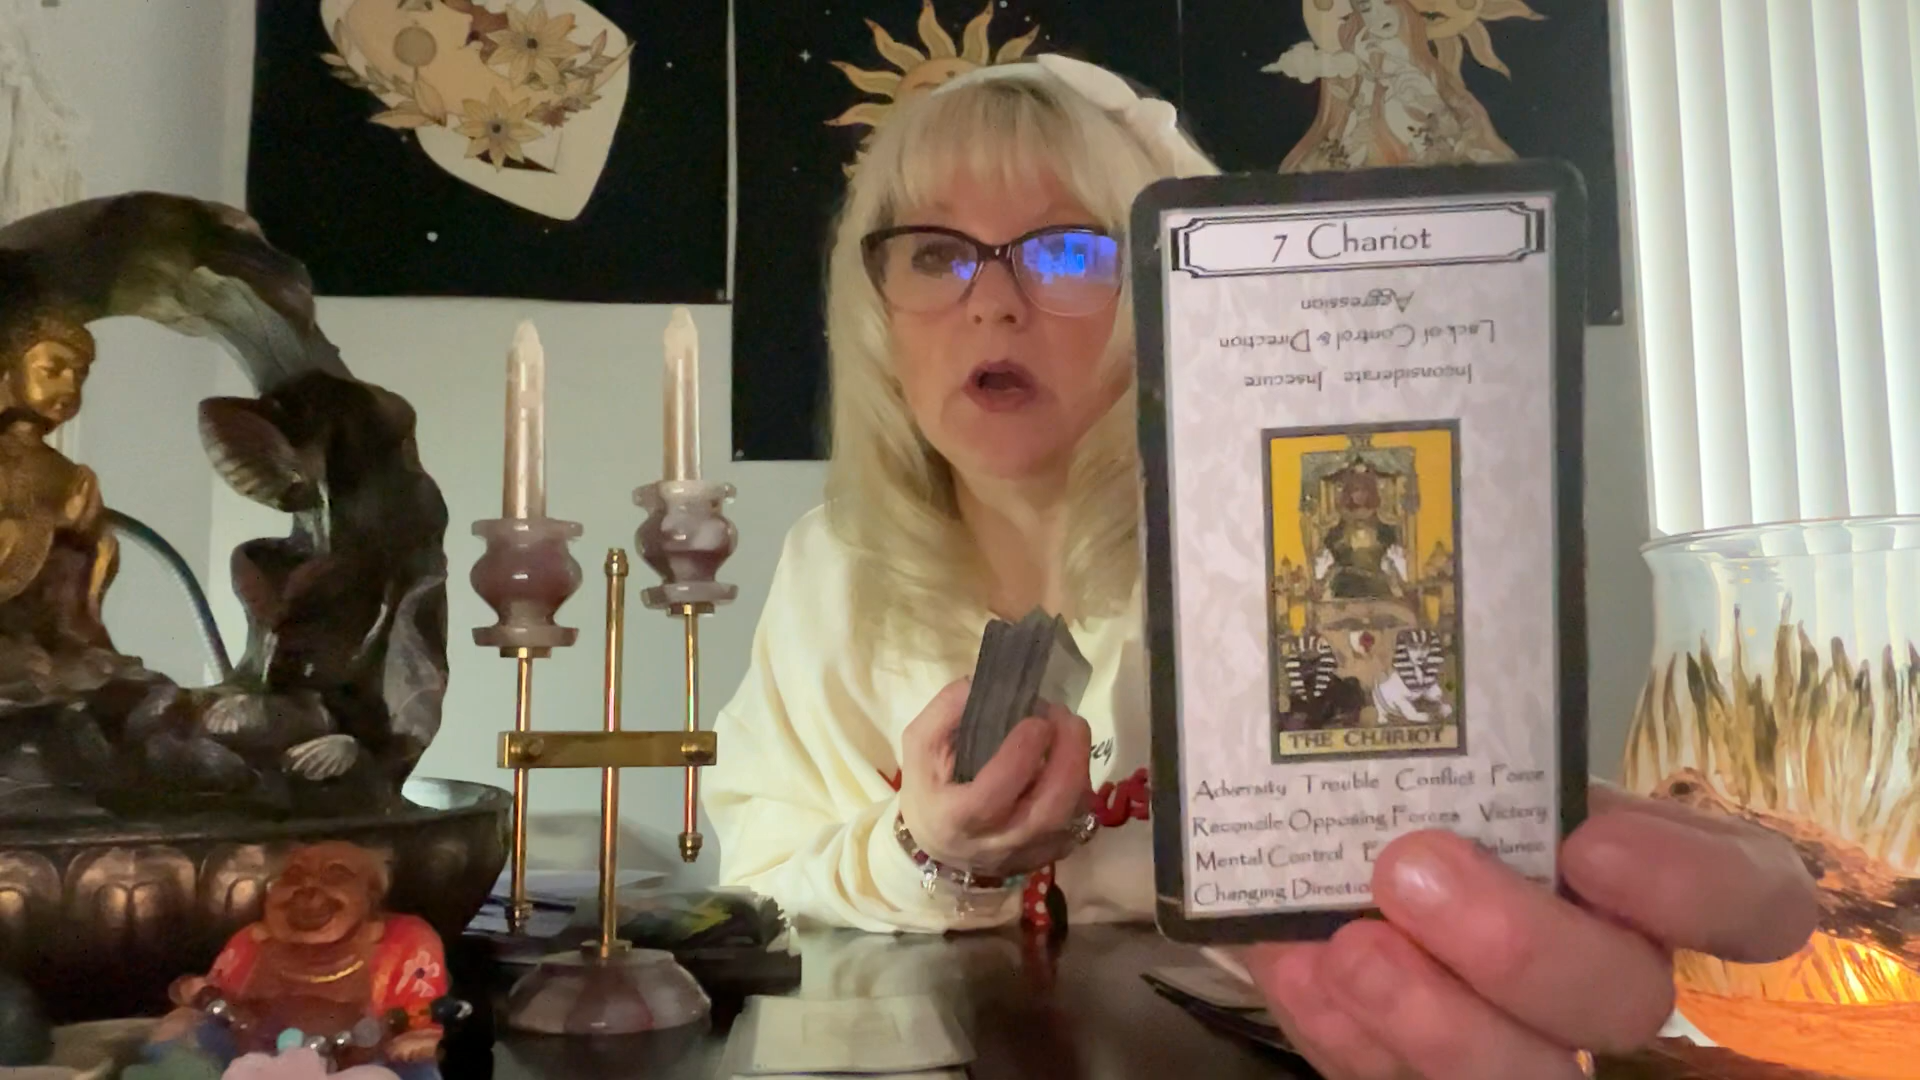 7 Chariot
Aggression
Lack of Control & Direction
Inconsiderate Insecure
VII
THE CHARIOT
Adversity Trouble Conflict Force
Reconcile Opposing Forces Victory
Mental Control
Changing